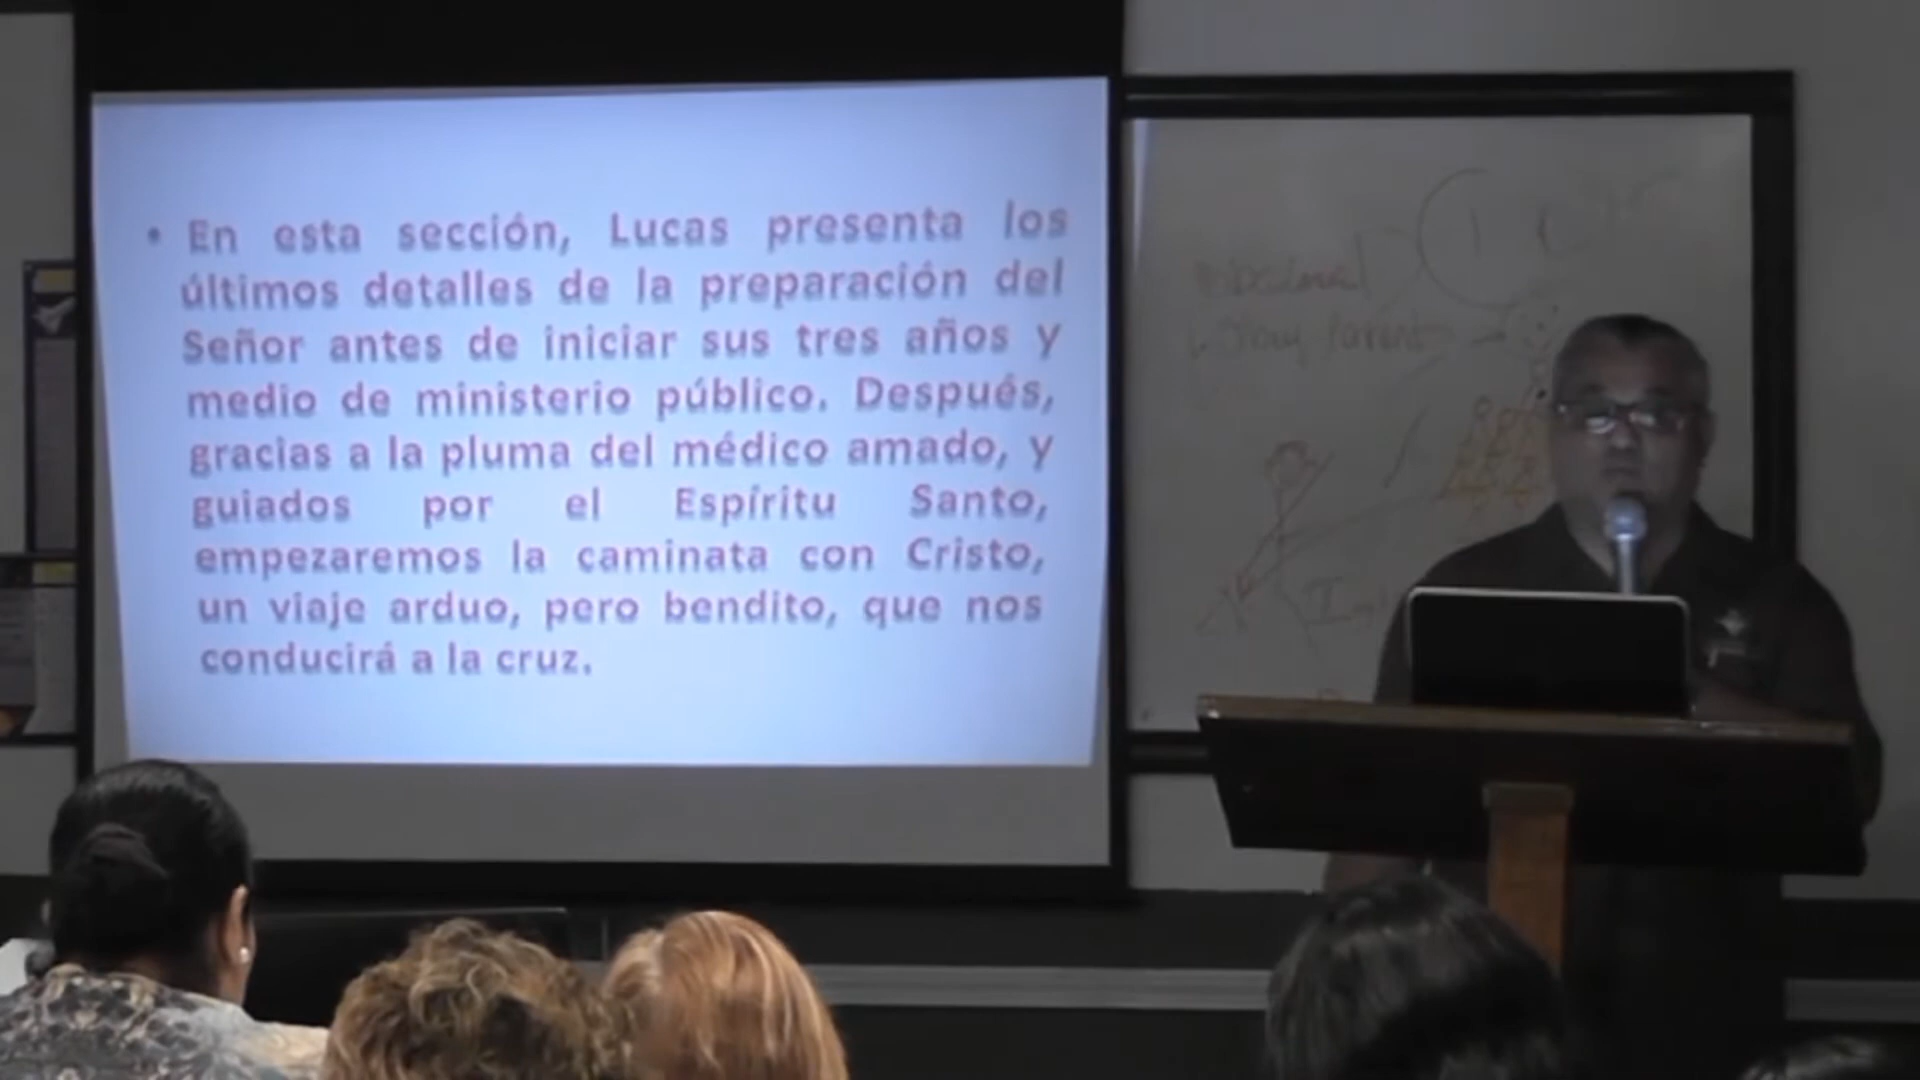 • En esta sección, Lucas presenta los
últimos detalles de la preparación del
Señor antes de iniciar sus tres años y
medio de ministerio público. Después,
gracias a la pluma del médico amado, y
guiados por el Espíritu Santo,
empezaremos la caminata con Cristo,
un viaje arduo, pero bendito, que nos
conducirá a la cruz.